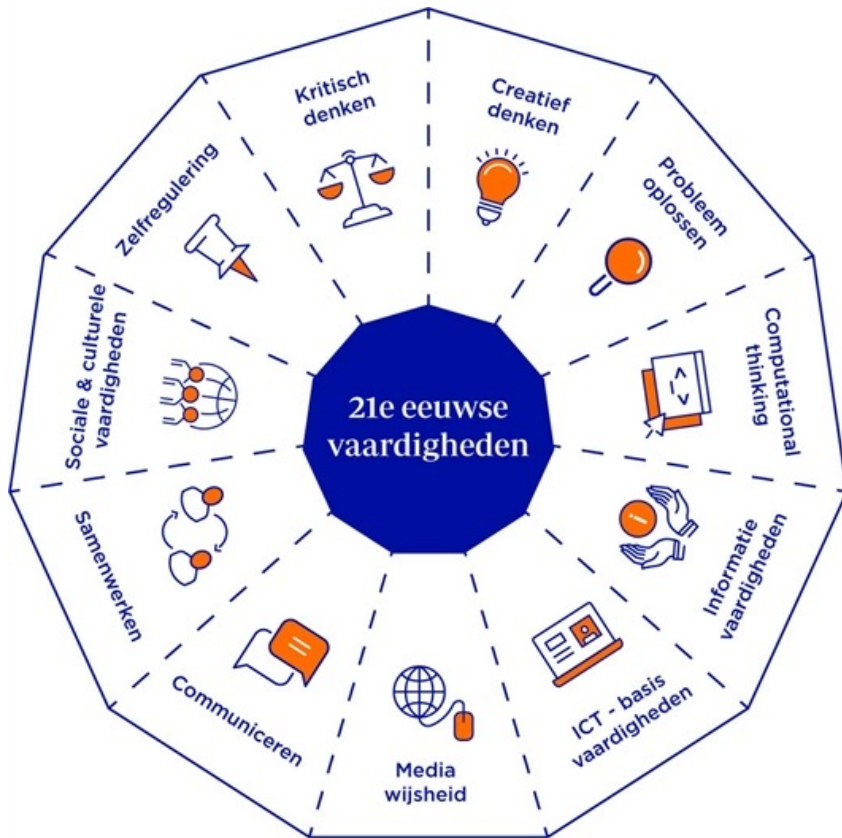 Kritisch
denken
Creatief
denken
Probleem
oplossen
Computational
thinking
Informatie
vaardigheden
ICT - basis
vaardigheden
Media
wijsheid
Communiceren
Samenwerken
Sociale & culturele
vaardigheden
Zelfregulering
21e eeuwse
vaardigheden